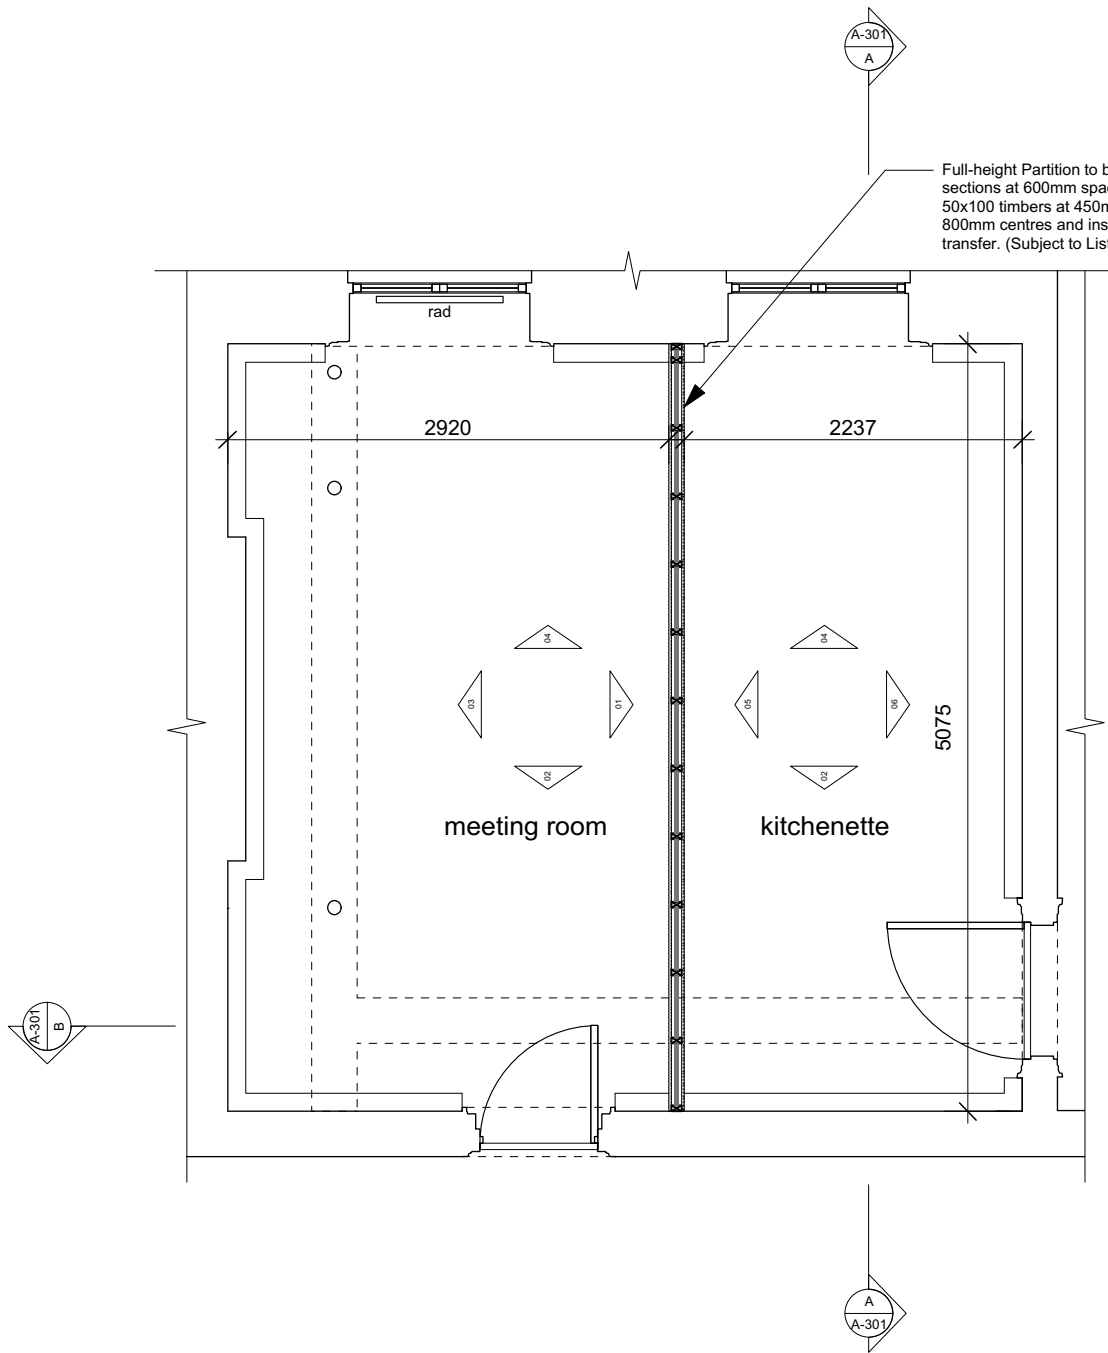 A-301
A
Full-height Partition to b
sections at 600mm spa
50x100 timbers at 450m
800mm centres and ins
transfer. (Subject to List
rad
2920
2237
04
04
03
01
05
06
5075
02
02
meeting room
kitchenette
A-301
B
A
A-301